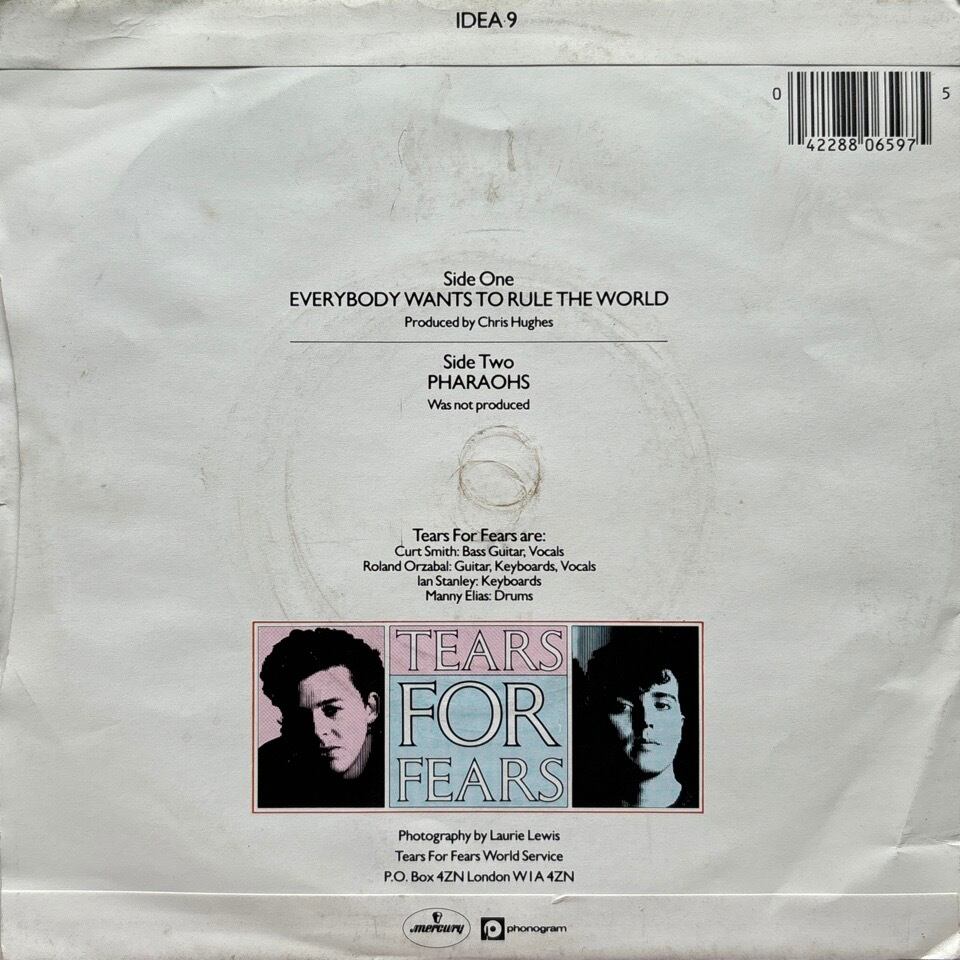 IDEA 9
0 42288 06597 5
Side One
EVERYBODY WANTS TO RULE THE WORLD
Produced by Chris Hughes
Side Two
PHARAOHS
Was not produced
Tears For Fears are:
Curt Smith: Bass Guitar, Vocals
Roland Orzabal: Guitar, Keyboards, Vocals
Ian Stanley: Keyboards
Manny Elias: Drums
TEARS
FOR
FEARS
Photography by Laurie Lewis
Tears For Fears World Service
P.O. Box 4ZN London W1A 4ZN
mercury phonogram